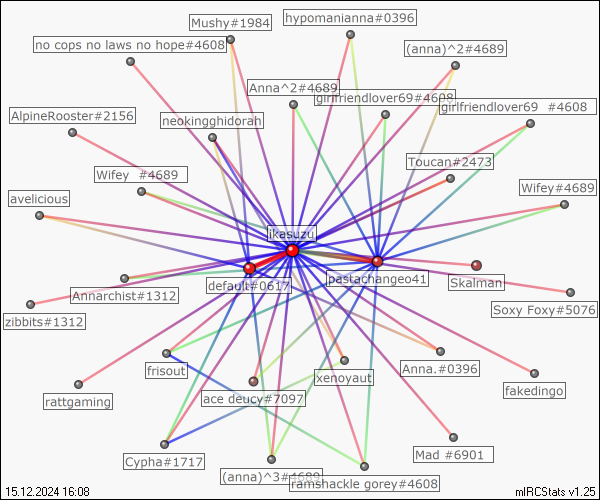 hypomanianna#0396
Mushy#1984
no cops no laws no hope#4608
(anna)^2#4689
Anna^2#4689
girlfriendlover69#4608
girlfriendlover69 #4608
AlpineRooster#2156
neokingghidorah
Toucan#2473
Wifey #4689
Wifey#4689
avelicious
ikasuzu
default#0617
pastachangeo41
Skalman
Annarchist#1312
Soxy Foxy#5076
zibbits#1312
frisout
xenoyaut
Anna.#0396
rattgaming
ace deucy#7097
fakedingo
Cypha#1717
(anna)^3#4689
Mad #6901
ramshackle gorey#4608
15.12.2024 16:08
mIRCStats v1.25